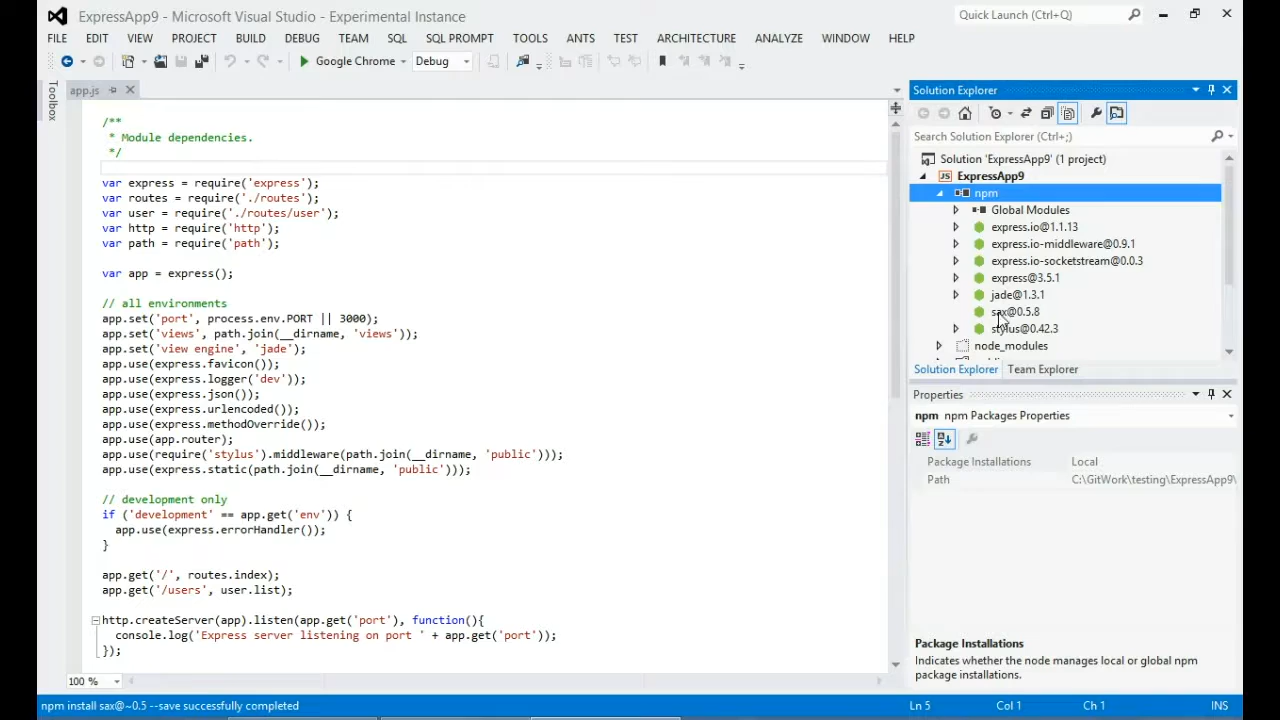 ExpressApp9 - Microsoft Visual Studio - Experimental Instance
Quick Launch (Ctrl+Q)
FILE EDIT VIEW PROJECT BUILD DEBUG TEAM SQL SQL PROMPT TOOLS ANTS TEST ARCHITECTURE ANALYZE WINDOW HELP
Google Chrome Debug
Toolbox
app.js
/**
 * Module dependencies.
 */
var express = require('express');
var routes = require('./routes');
var user = require('./routes/user');
var http = require('http');
var path = require('path');
var app = express();
// all environments
app.set('port', process.env.PORT || 3000);
app.set('views', path.join(__dirname, 'views'));
app.set('view engine', 'jade');
app.use(express.favicon());
app.use(express.logger('dev'));
app.use(express.json());
app.use(express.urlencoded());
app.use(express.methodOverride());
app.use(app.router);
app.use(require('stylus').middleware(path.join(__dirname, 'public')));
app.use(express.static(path.join(__dirname, 'public')));
// development only
if ('development' == app.get('env')) {
  app.use(express.errorHandler());
}
app.get('/', routes.index);
app.get('/users', user.list);
http.createServer(app).listen(app.get('port'), function(){
  console.log('Express server listening on port ' + app.get('port'));
});
100 %
Solution Explorer
Search Solution Explorer (Ctrl+;)
Solution 'ExpressApp9' (1 project)
JS ExpressApp9
npm
Global Modules
express.io@1.1.13
express.io-middleware@0.9.1
express.io-socketstream@0.0.3
express@3.5.1
jade@1.3.1
sax@0.5.8
stylus@0.42.3
node_modules
Solution Explorer Team Explorer
Properties
npm npm Packages Properties
Package Installations Local
Path C:\GitWork\testing\ExpressApp9\
Package Installations
Indicates whether the node manages local or global npm
package installations.
npm install sax@~0.5 --save successfully completed
Ln 5 Col 1 Ch 1 INS